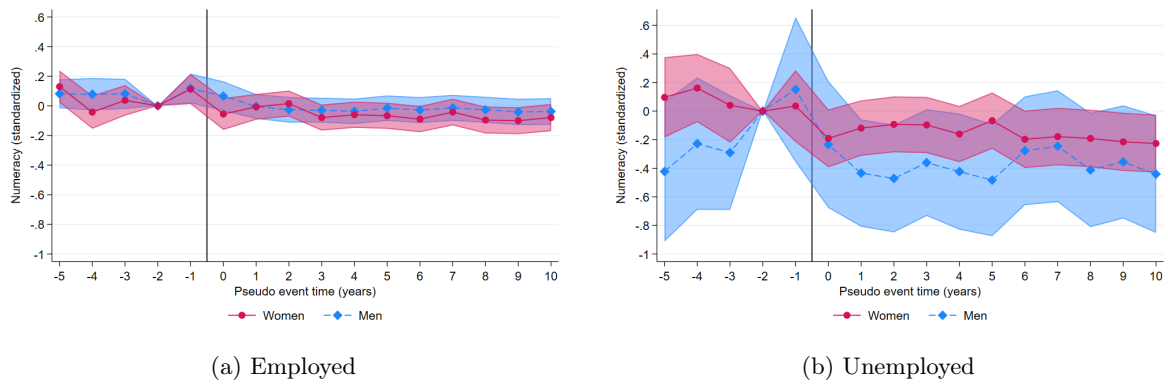 .6
.4
.2
0
-.2
-.4
-.6
-.8
-1
Numeracy (standardized)
-5 -4 -3 -2 -1 0 1 2 3 4 5 6 7 8 9 10
Pseudo event time (years)
Women Men
(a) Employed
.6
.4
.2
0
-.2
-.4
-.6
-.8
-1
Numeracy (standardized)
-5 -4 -3 -2 -1 0 1 2 3 4 5 6 7 8 9 10
Pseudo event time (years)
Women Men
(b) Unemployed